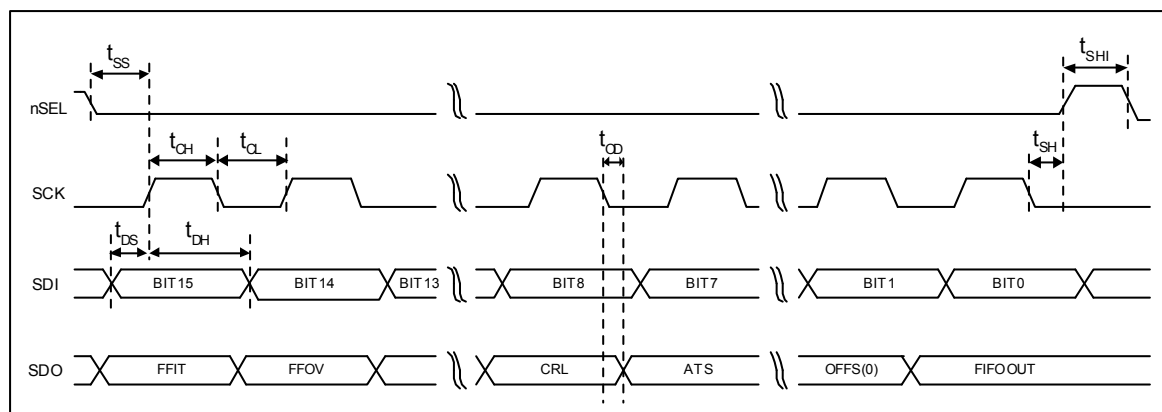 tSS
tSHI
nSEL
tCH tCL tOD tSH
SCK
tDS tDH
SDI BIT15 BIT14 BIT13 BIT8 BIT7 BIT1 BIT0
SDO FFIT FFOV CRL ATS OFFS(0) FIFOOUT